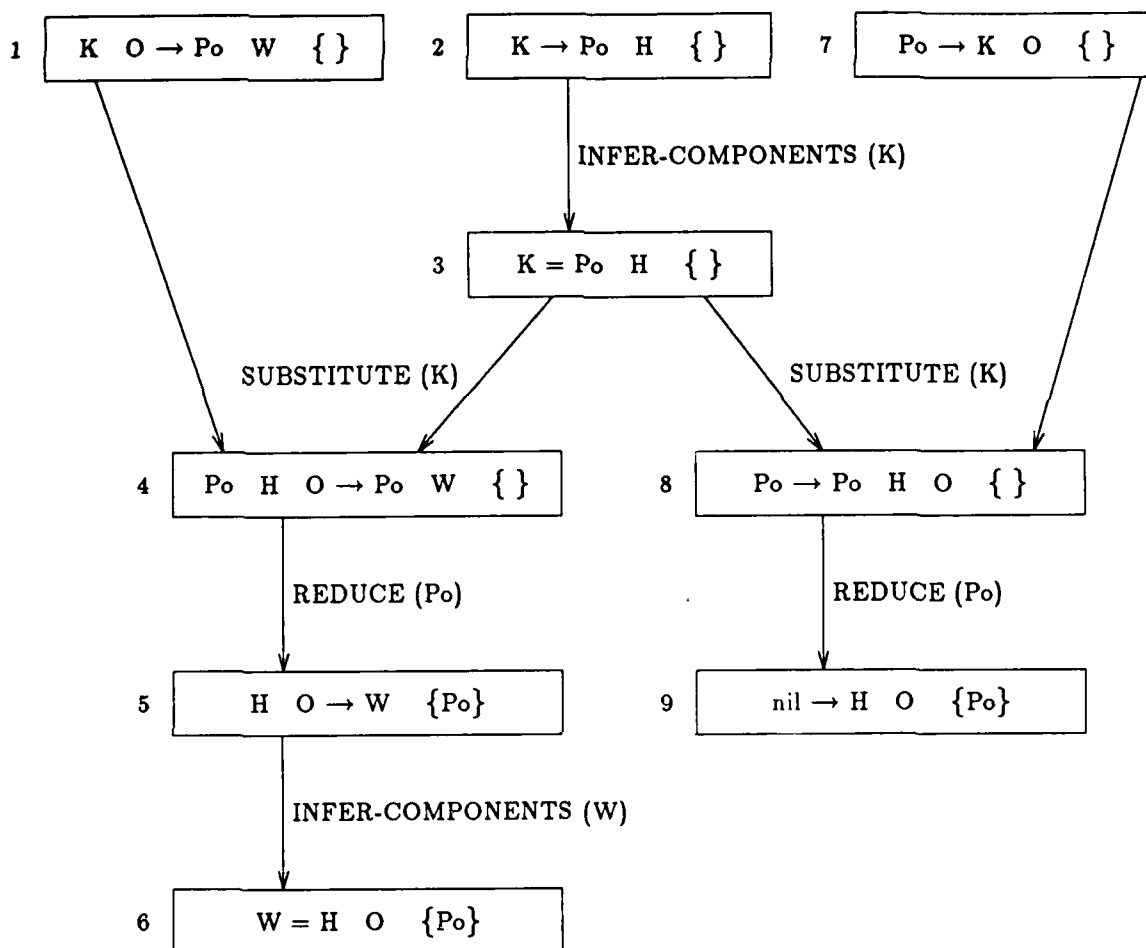 1 K O → Po W { }
2 K → Po H { }
7 Po → K O { }
INFER-COMPONENTS (K)
3 K = Po H { }
SUBSTITUTE (K)
SUBSTITUTE (K)
4 Po H O → Po W { }
8 Po → Po H O { }
REDUCE (Po)
REDUCE (Po)
5 H O → W {Po}
9 nil → H O {Po}
INFER-COMPONENTS (W)
6 W = H O {Po}